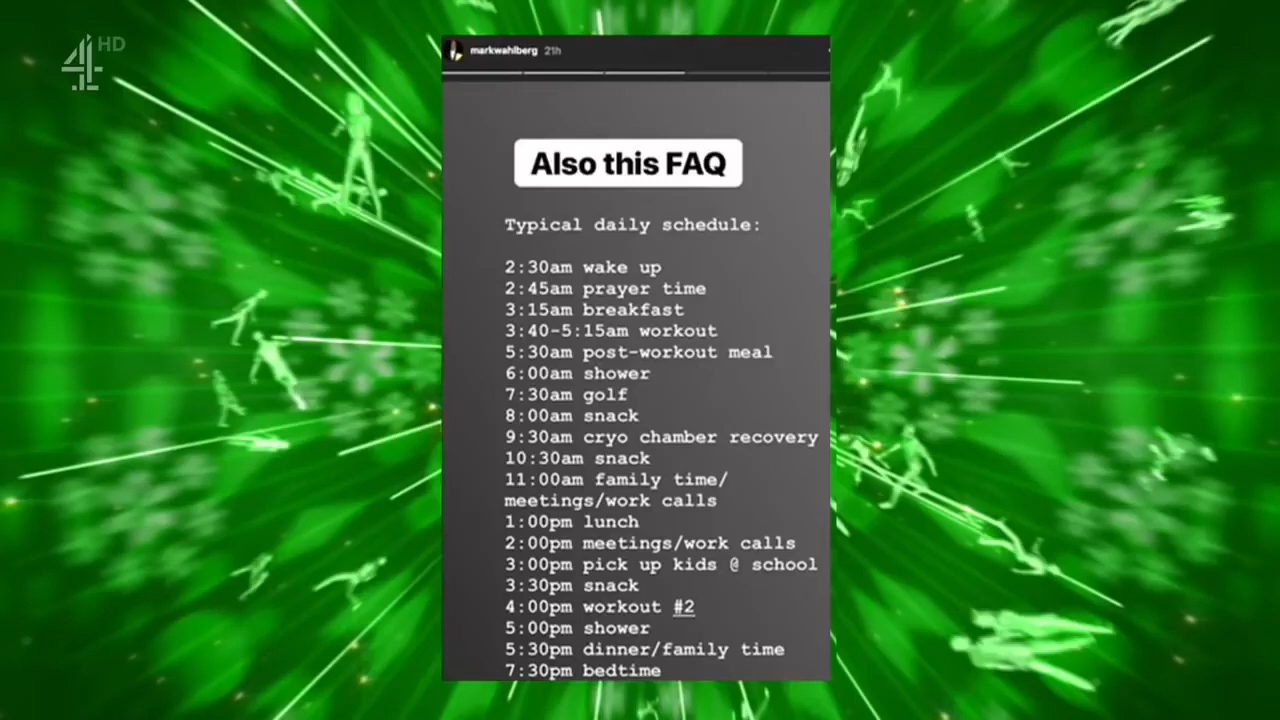 4 HD
markwahlberg 21h
Also this FAQ
Typical daily schedule:
2:30am wake up
2:45am prayer time
3:15am breakfast
3:40-5:15am workout
5:30am post-workout meal
6:00am shower
7:30am golf
8:00am snack
9:30am cryo chamber recovery
10:30am snack
11:00am family time/
meetings/work calls
1:00pm lunch
2:00pm meetings/work calls
3:00pm pick up kids @ school
3:30pm snack
4:00pm workout #2
5:00pm shower
5:30pm dinner/family time
7:30pm bedtime